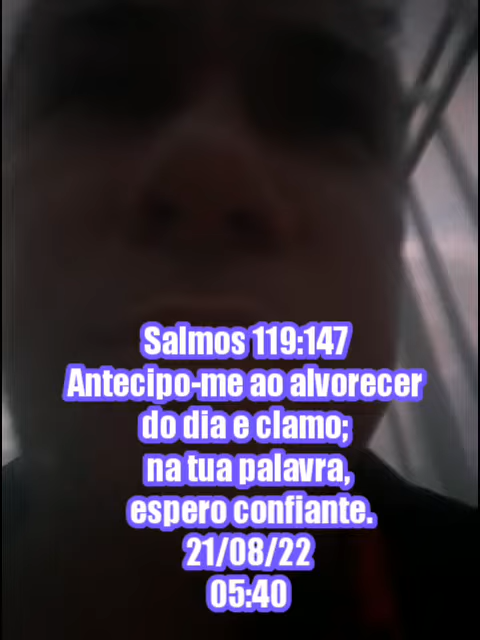 Salmos 119:147
Antecipo-me ao alvorecer
do dia e clamo;
na tua palavra,
espero confiante.
21/08/22
05:40